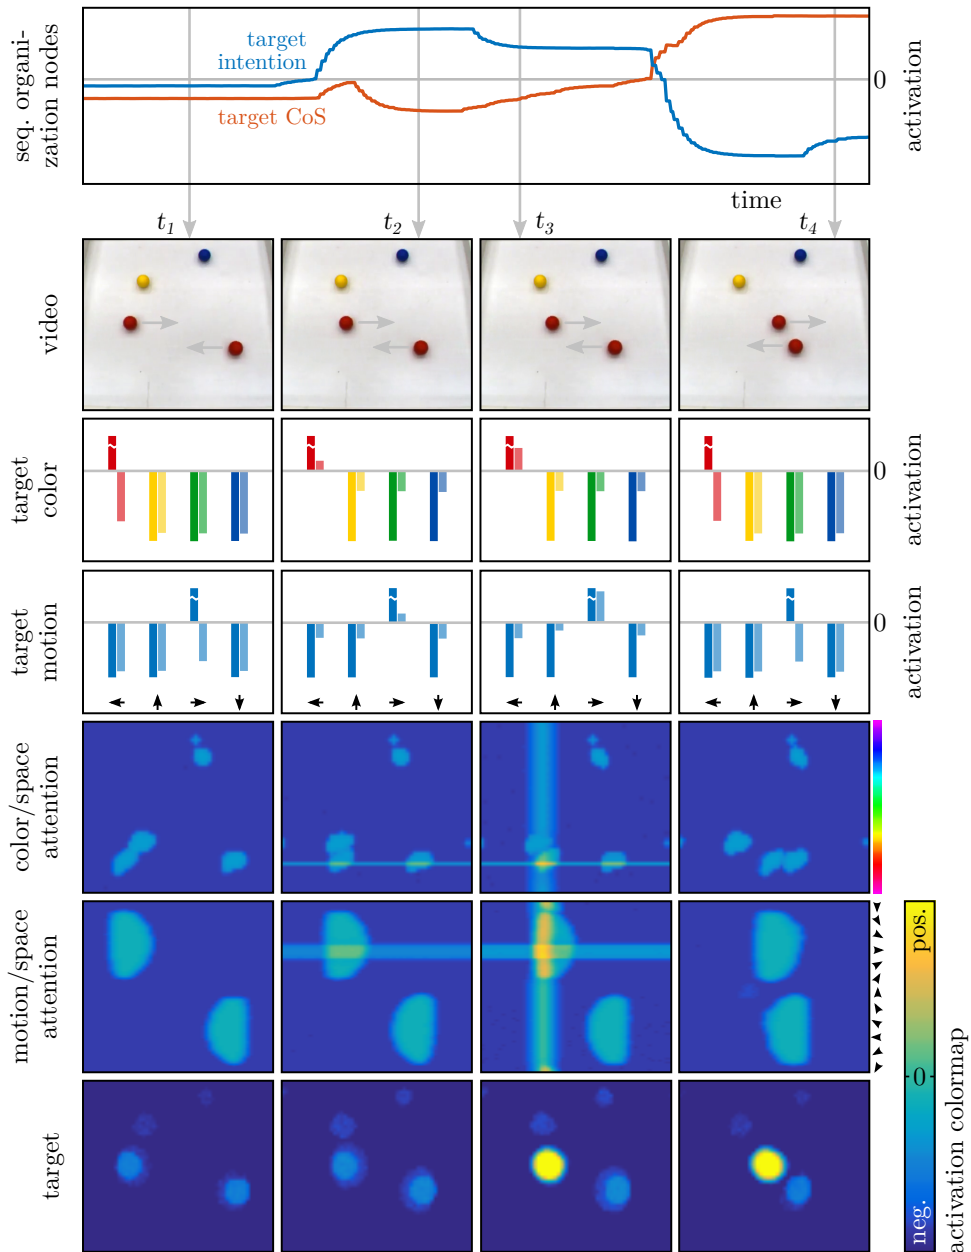 seq. organi-
zation nodes
target
intention
target CoS
0
activation
time
t1
t2
t3
t4
video
target
color
0
activation
target
motion
0
activation
color/space
attention
motion/space
attention
target
pos.
0
neg.
activation colormap